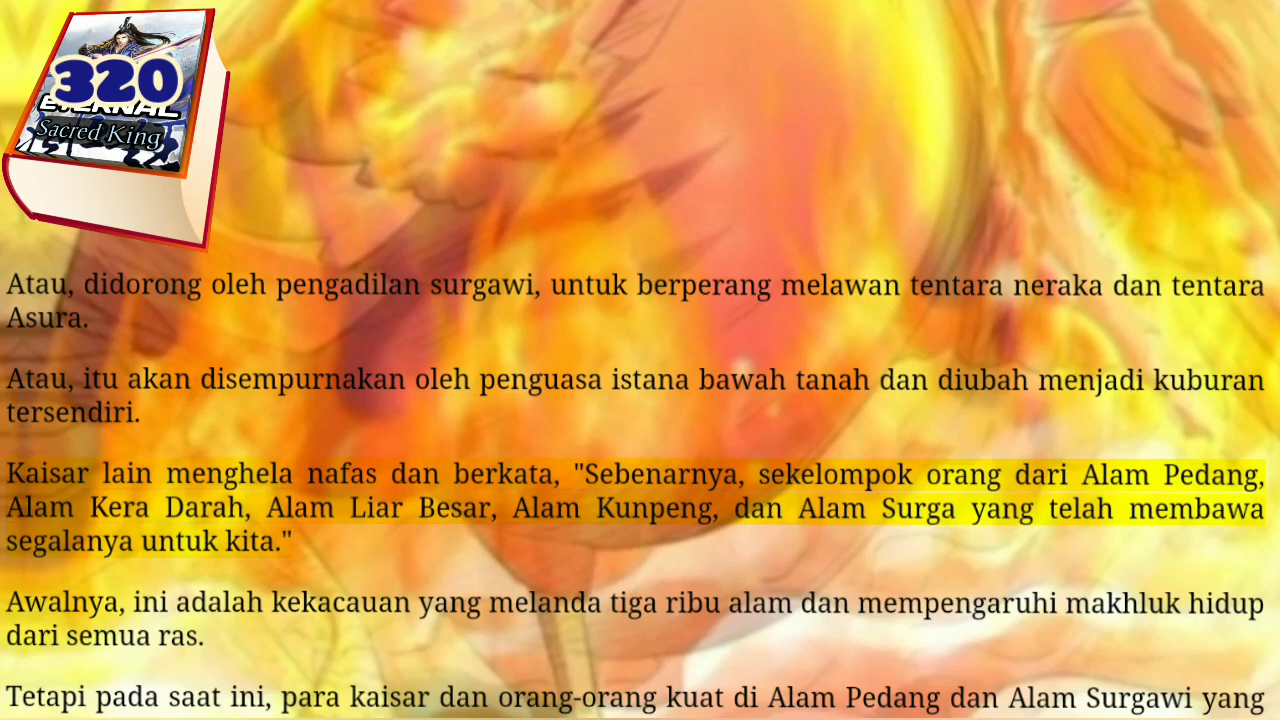 320
ETERNAL
Sacred King
Atau, didorong oleh pengadilan surgawi, untuk berperang melawan tentara neraka dan tentara
Asura.
Atau, itu akan disempurnakan oleh penguasa istana bawah tanah dan diubah menjadi kuburan
tersendiri.
Kaisar lain menghela nafas dan berkata, "Sebenarnya, sekelompok orang dari Alam Pedang,
Alam Kera Darah, Alam Liar Besar, Alam Kunpeng, dan Alam Surga yang telah membawa
segalanya untuk kita."
Awalnya, ini adalah kekacauan yang melanda tiga ribu alam dan mempengaruhi makhluk hidup
dari semua ras.
Tetapi pada saat ini, para kaisar dan orang-orang kuat di Alam Pedang dan Alam Surgawi yang